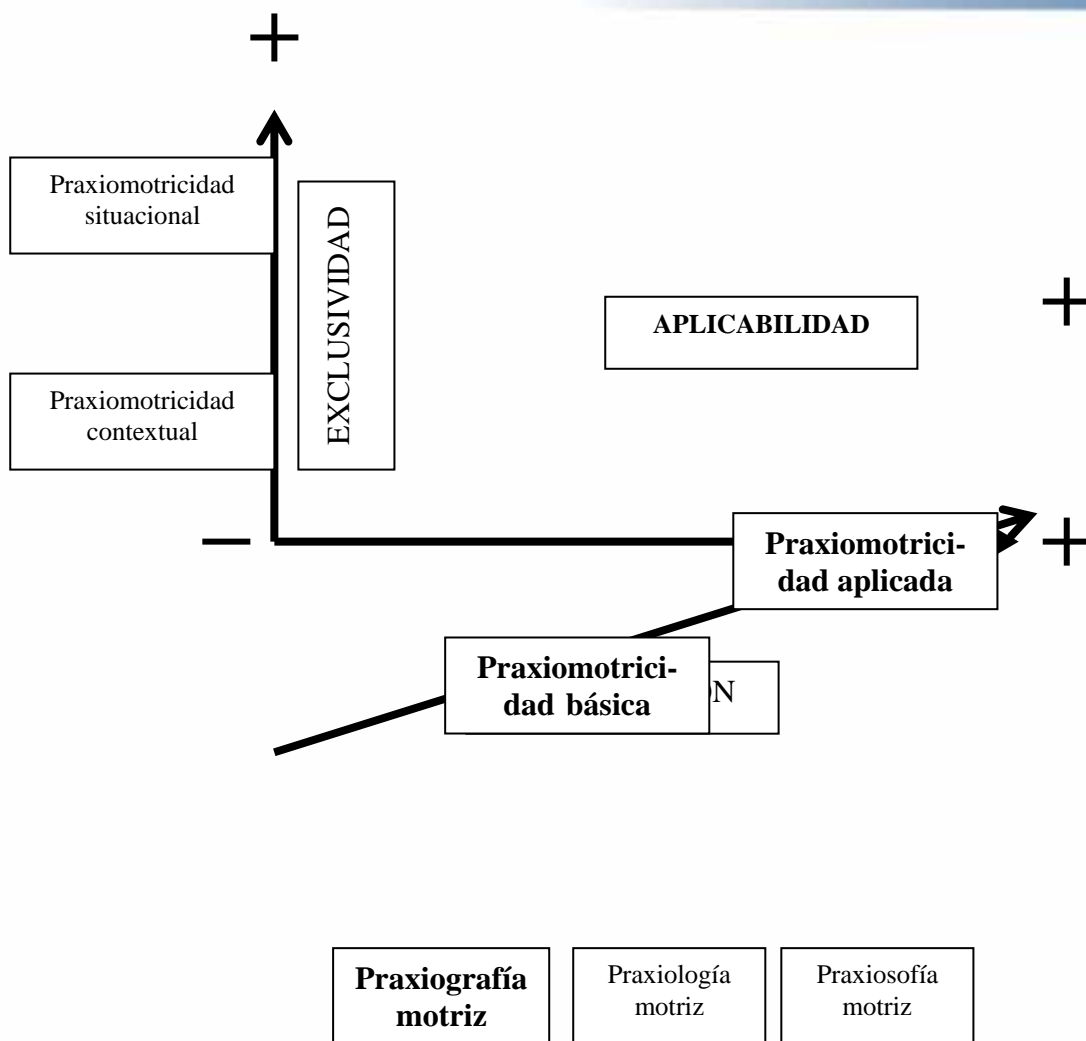 +
Praxiomotricidad
situacional
EXCLUSIVIDAD
APLICABILIDAD
+
Praxiomotricidad
contextual
−
Praxiomotrici-
dad aplicada
+
Praxiomotrici-
dad básica
Praxiografía
motriz
Praxiología
motriz
Praxiosofía
motriz